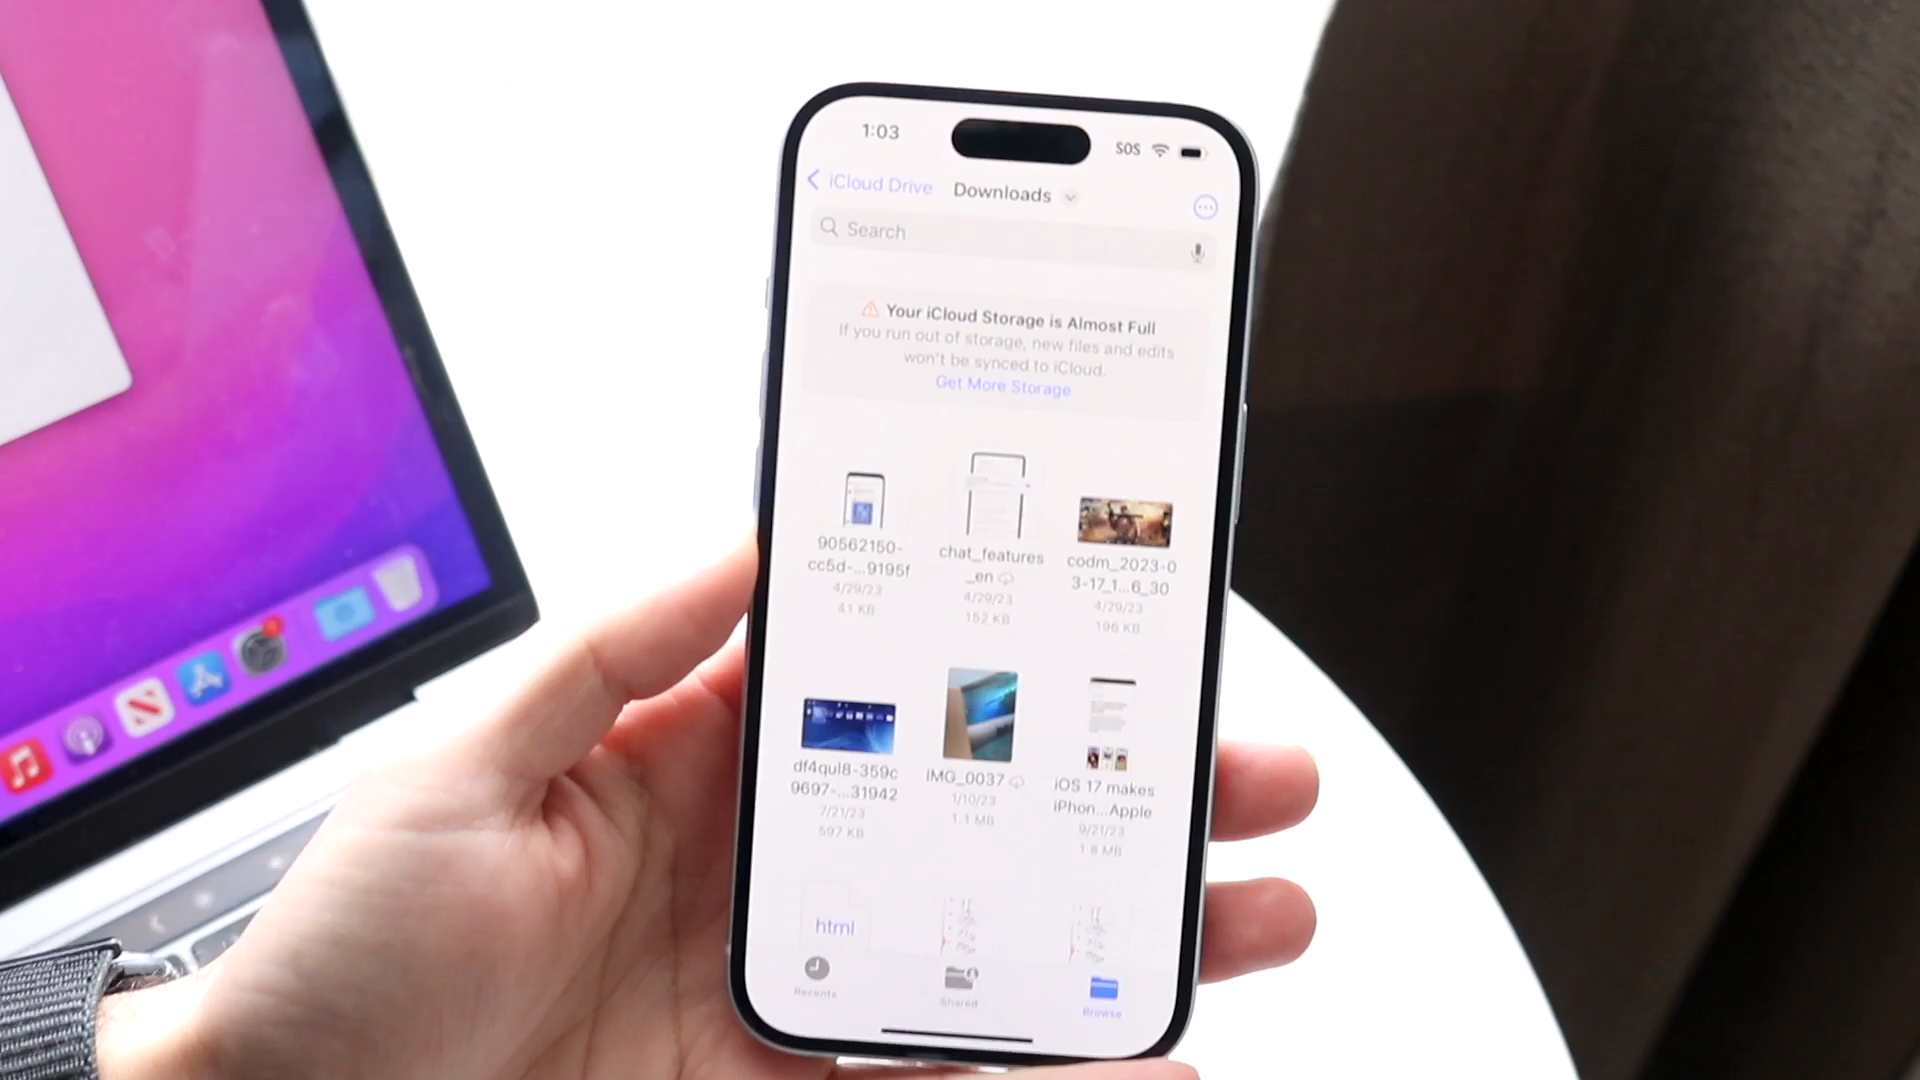 1:03
SOS
iCloud Drive
Downloads
Search
Your iCloud Storage is Almost Full
If you run out of storage, new files and edits
won't be synced to iCloud.
Get More Storage
90562150-
cc5d-...9195f
4/29/23
41 KB
chat_features
_en
4/29/23
152 KB
codm_2023-0
3-17_1...6_30
4/29/23
196 KB
df4qul8-359c
9697-...31942
7/21/23
597 KB
IMG_0037
1/10/23
1.1 MB
iOS 17 makes
iPhon...Apple
9/21/23
1.8 MB
html
Recents
Shared
Browse